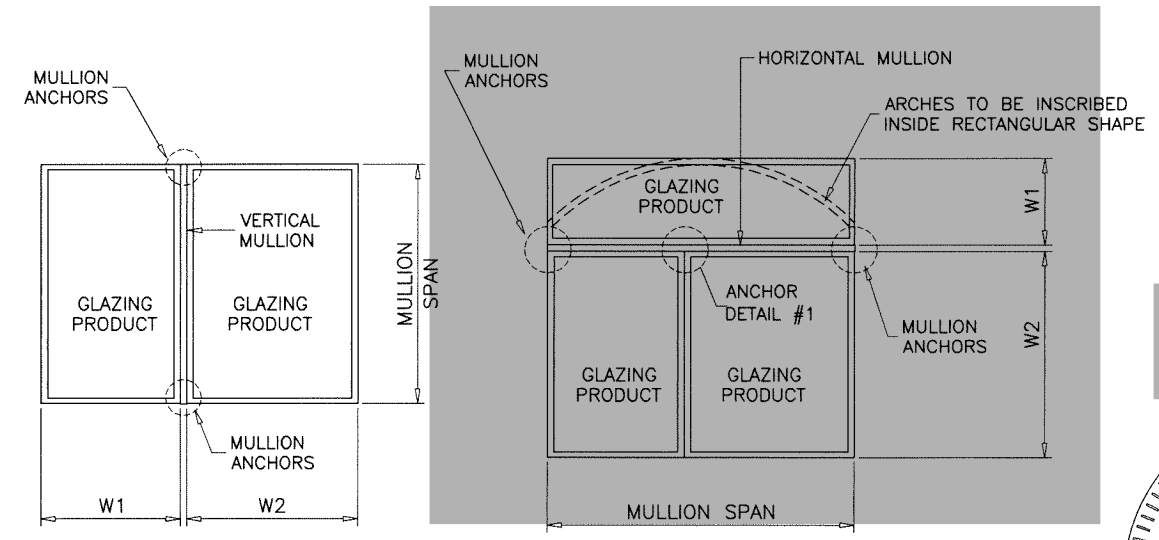 MULLION
ANCHORS
VERTICAL
MULLION
GLAZING
PRODUCT
GLAZING
PRODUCT
MULLION
SPAN
MULLION
ANCHORS
W1
W2
MULLION
ANCHORS
HORIZONTAL MULLION
ARCHES TO BE INSCRIBED
INSIDE RECTANGULAR SHAPE
GLAZING
PRODUCT
W1
ANCHOR
DETAIL #1
MULLION
ANCHORS
W2
GLAZING
PRODUCT
GLAZING
PRODUCT
MULLION SPAN